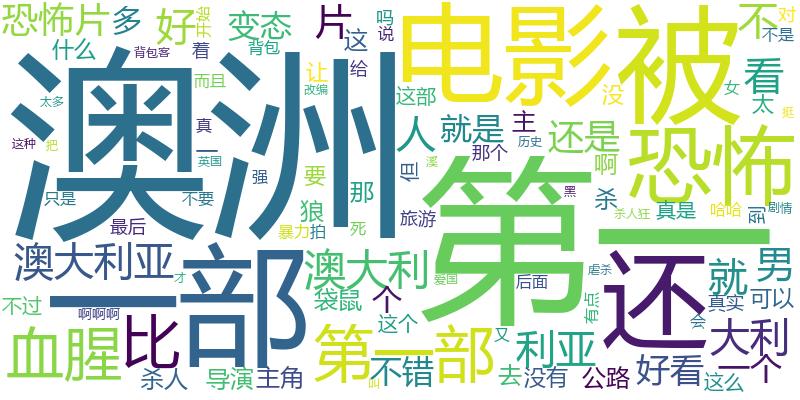 恐怖片
多
好
开始
变态
片
吗
说
电影
被
不
对
不是
什么
着
背包客
背包
这
给
让
看
太
没
女
澳洲
太多
而且
改编
这部
人
就是
主
还是
恐怖
挺
真
一
这种
把
英国
强
要
那
但
那个
历史
啊
第一
杀
真是
哈哈
到
剧情
只是
不要
狼
旅游
溪
黑
杀人狂
最后
暴力
拍
死
澳大利亚
一部
澳大利
爱国
后面
虐杀
还
就
男
不过
啊啊啊
才
袋鼠
个
这个
有点
会
真实
可以
血腥
比
第一部
又
利亚
大利
一个
杀人
导演
主角
叫
不错
去
没有
公路
好看
这么